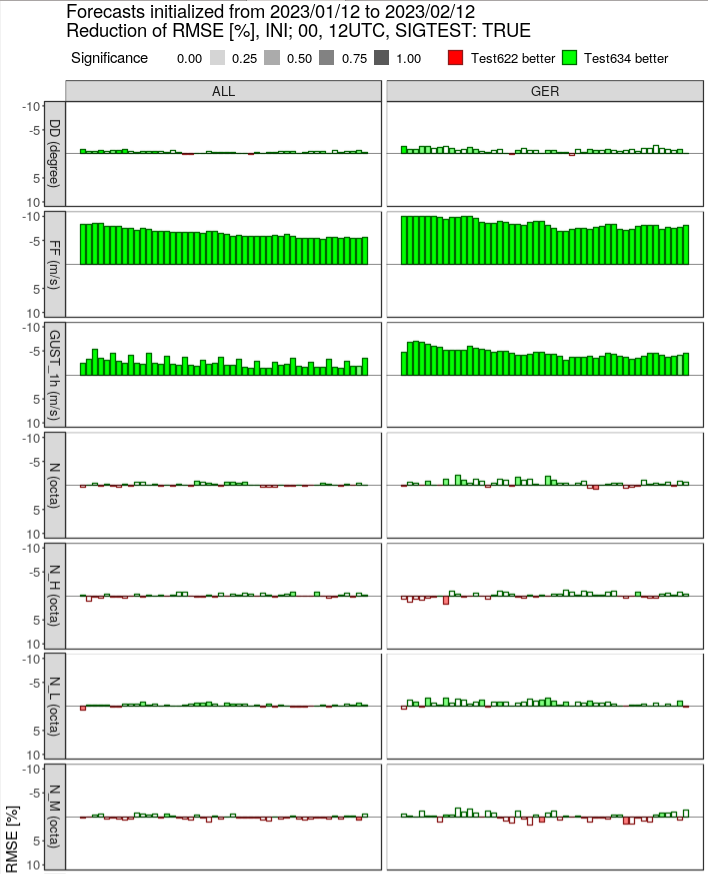 Forecasts initialized from 2023/01/12 to 2023/02/12
Reduction of RMSE [%], INI; 00, 12UTC, SIGTEST: TRUE
Significance 0.00 0.25 0.50 0.75 1.00 Test622 better Test634 better
ALL GER
-10
-5
5
10
DD (degree)
-10
-5
5
10
FF (m/s)
-10
-5
5
10
GUST_1h (m/s)
-10
-5
5
10
N (octa)
-10
-5
5
10
N_H (octa)
-10
-5
5
10
N_L (octa)
-10
-5
5
10
N_M (octa)
RMSE [%]